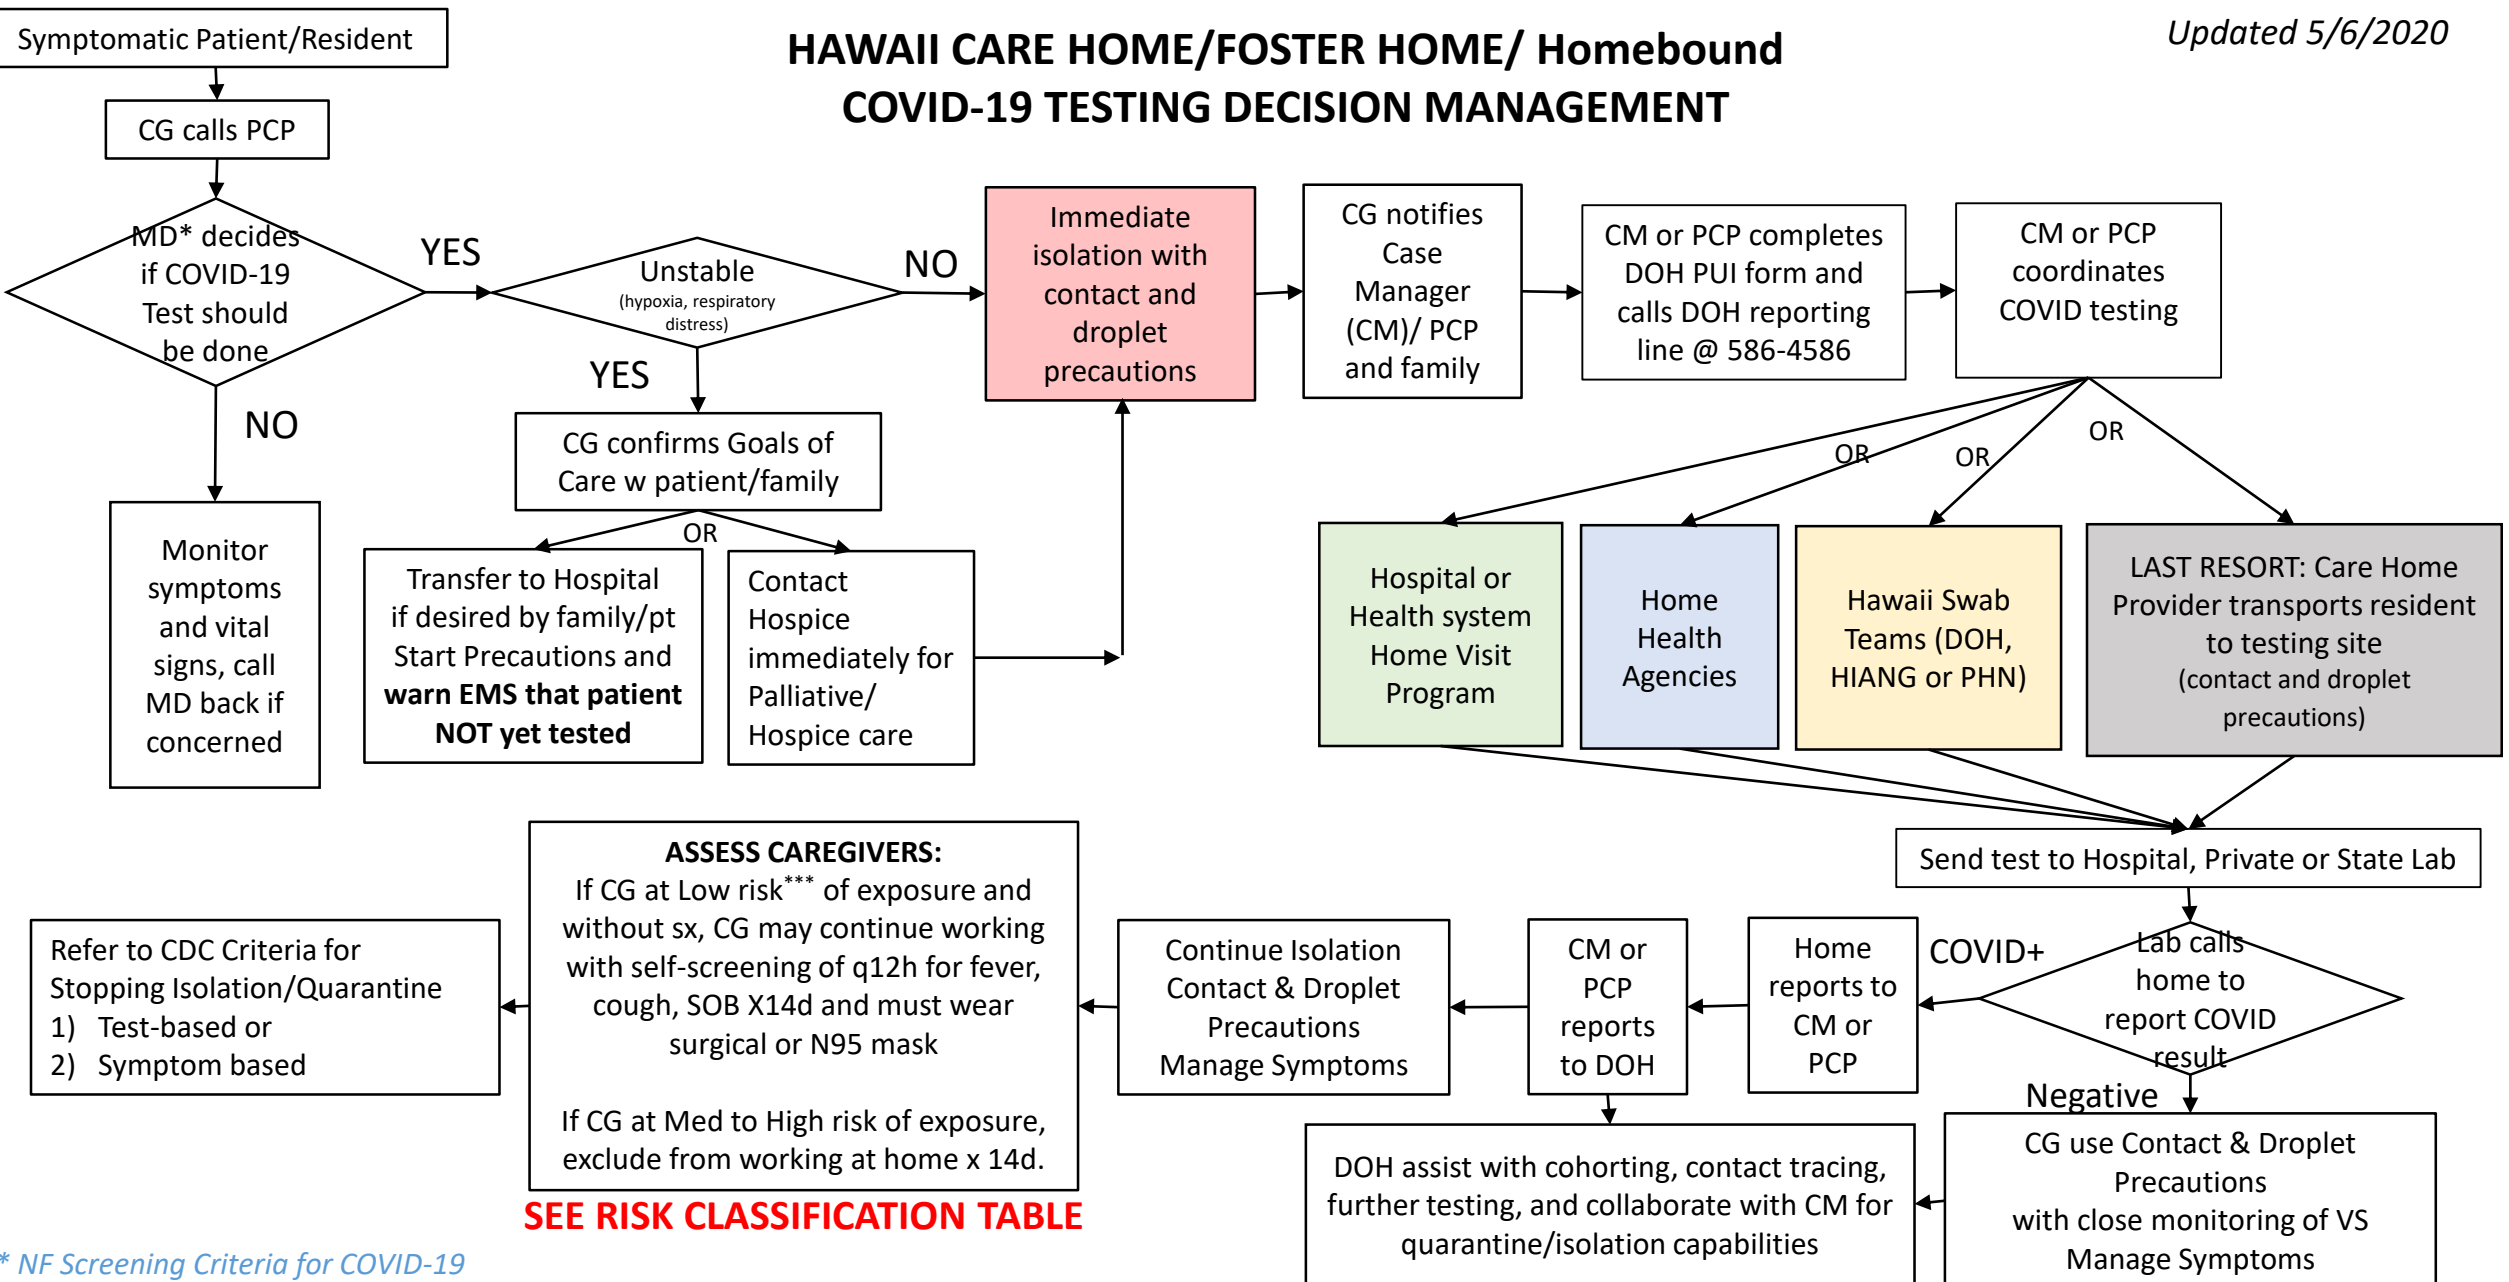 Symptomatic Patient/Resident
HAWAII CARE HOME/FOSTER HOME/ Homebound
COVID-19 TESTING DECISION MANAGEMENT
Updated 5/6/2020
CG calls PCP
MD* decides
if COVID-19
Test should
be done
YES
NO
Monitor
symptoms
and vital
signs, call
MD back if
concerned
Unstable
(hypoxia, respiratory
distress)
NO
YES
CG confirms Goals of
Care w patient/family
OR
Transfer to Hospital
if desired by family/pt
Start Precautions and
warn EMS that patient
NOT yet tested
Contact
Hospice
immediately for
Palliative/
Hospice care
Immediate
isolation with
contact and
droplet
precautions
CG notifies
Case
Manager
(CM)/ PCP
and family
CM or PCP completes
DOH PUI form and
calls DOH reporting
line @ 586-4586
CM or PCP
coordinates
COVID testing
OR
OR
OR
Hospital or
Health system
Home Visit
Program
Home
Health
Agencies
Hawaii Swab
Teams (DOH,
HIANG or PHN)
LAST RESORT: Care Home
Provider transports resident
to testing site
(contact and droplet
precautions)
Send test to Hospital, Private or State Lab
Lab calls
home to
report COVID
result
COVID+
Negative
Home
reports to
CM or
PCP
CM or
PCP
reports
to DOH
Continue Isolation
Contact & Droplet
Precautions
Manage Symptoms
ASSESS CAREGIVERS:
If CG at Low risk*** of exposure and
without sx, CG may continue working
with self-screening of q12h for fever,
cough, SOB X14d and must wear
surgical or N95 mask
If CG at Med to High risk of exposure,
exclude from working at home x 14d.
SEE RISK CLASSIFICATION TABLE
Refer to CDC Criteria for
Stopping Isolation/Quarantine
1) Test-based or
2) Symptom based
DOH assist with cohorting, contact tracing,
further testing, and collaborate with CM for
quarantine/isolation capabilities
CG use Contact & Droplet
Precautions
with close monitoring of VS
Manage Symptoms
* NF Screening Criteria for COVID-19